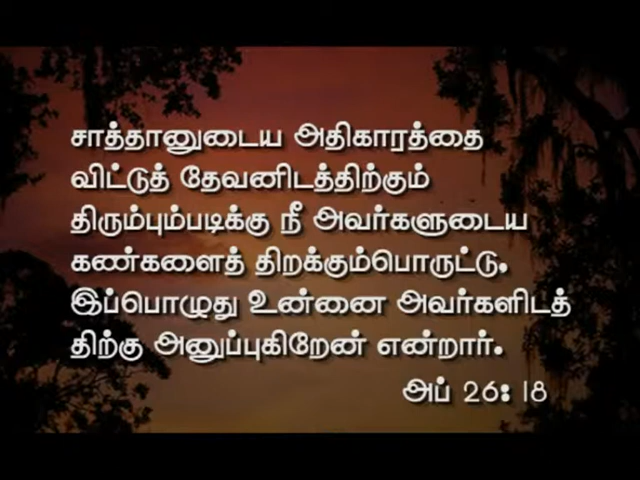 சாத்தானுடைய அதிகாரத்தை
விட்டுத் தேவனிடத்திற்கும்
திரும்பும்படிக்கு நீ அவர்களுடைய
கண்களைத் திறக்கும்பொருட்டு,
இப்பொழுது உன்னை அவர்களிடத்
திற்கு அனுப்புகிறேன் என்றார்.
அப் 26: 18